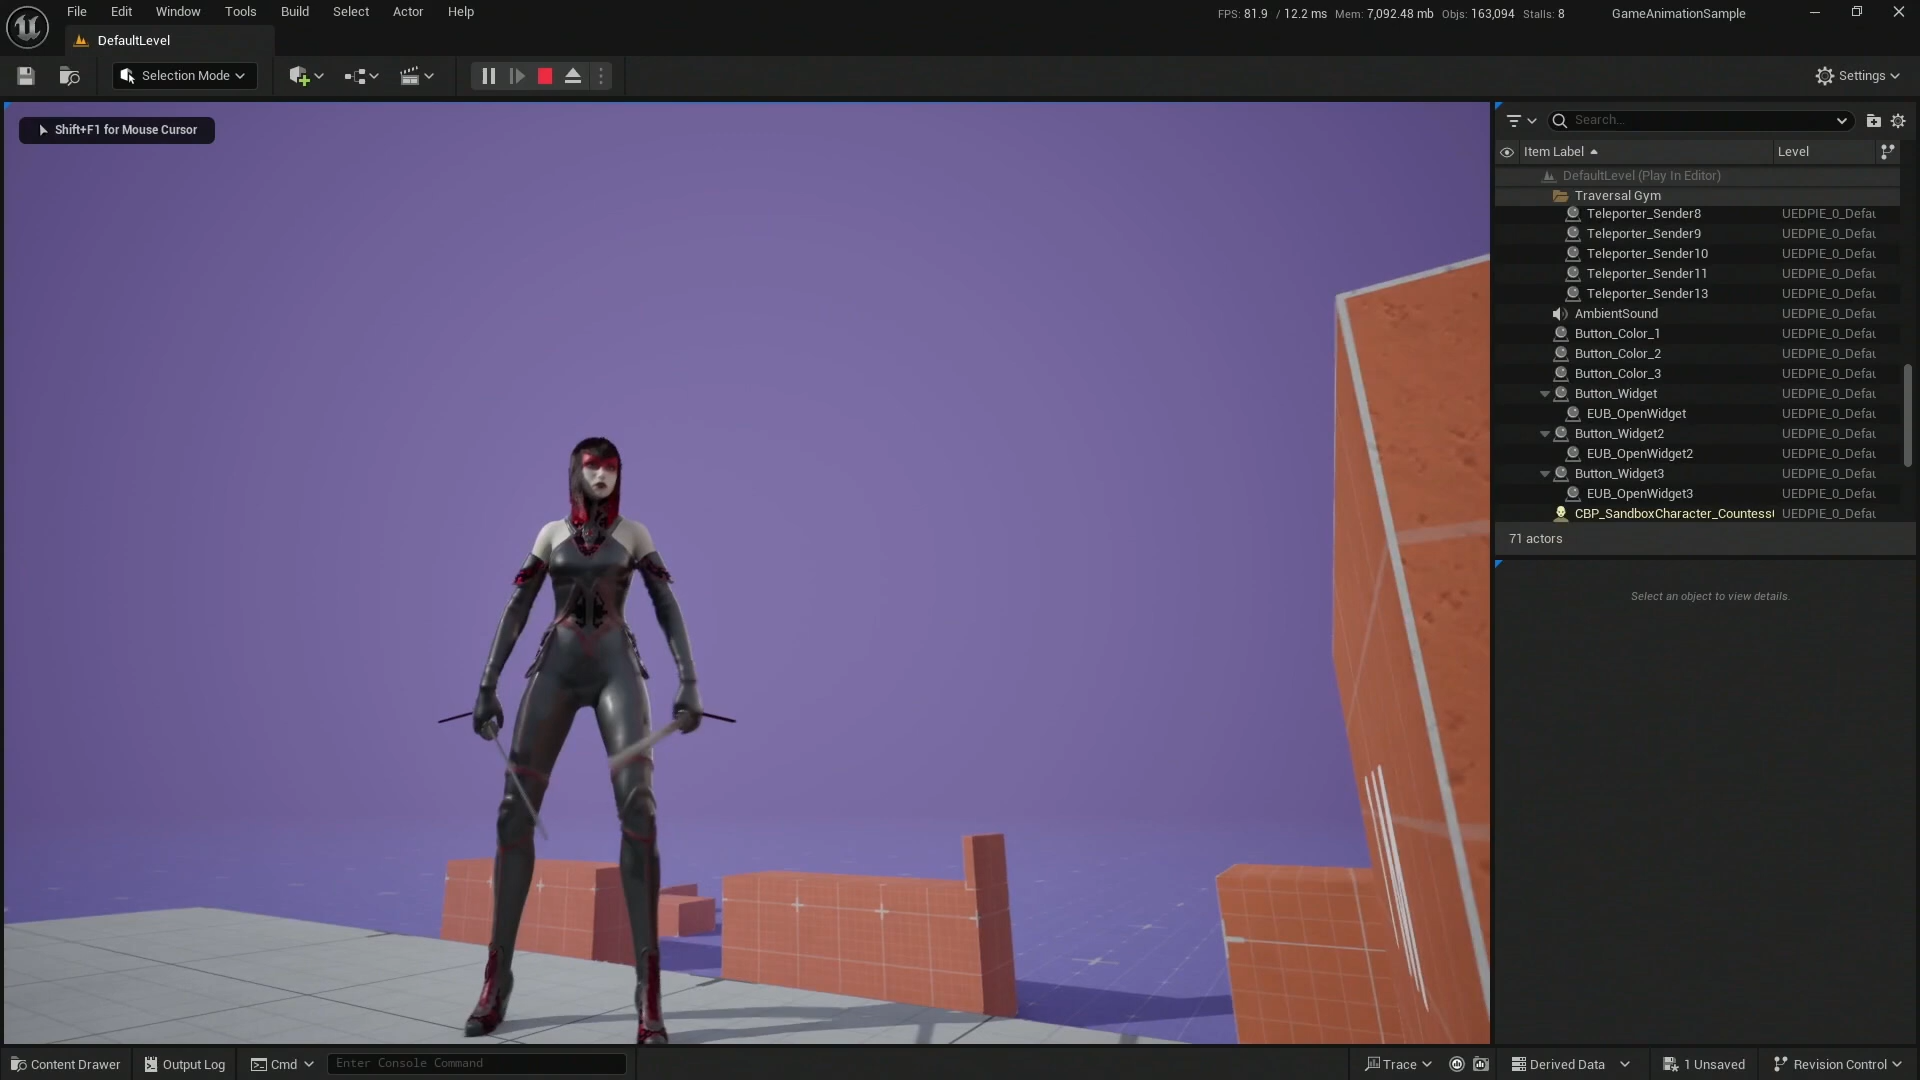 File Edit Window Tools Build Select Actor Help
FPS: 81.9 / 12.2 ms Mem: 7,092.48 mb Objs: 163,094 Stalls: 8 GameAnimationSample
DefaultLevel
Selection Mode
Settings
Shift+F1 for Mouse Cursor
Search...
Item Label Level
DefaultLevel (Play In Editor)
Traversal Gym
Teleporter_Sender8 UEDPIE_0_Defau
Teleporter_Sender9 UEDPIE_0_Defau
Teleporter_Sender10 UEDPIE_0_Defau
Teleporter_Sender11 UEDPIE_0_Defau
Teleporter_Sender13 UEDPIE_0_Defau
AmbientSound UEDPIE_0_Defau
Button_Color_1 UEDPIE_0_Defau
Button_Color_2 UEDPIE_0_Defau
Button_Color_3 UEDPIE_0_Defau
Button_Widget UEDPIE_0_Defau
EUB_OpenWidget UEDPIE_0_Defau
Button_Widget2 UEDPIE_0_Defau
EUB_OpenWidget2 UEDPIE_0_Defau
Button_Widget3 UEDPIE_0_Defau
EUB_OpenWidget3 UEDPIE_0_Defau
CBP_SandboxCharacter_Countess UEDPIE_0_Defau
71 actors
Select an object to view details.
Content Drawer Output Log Cmd Enter Console Command Trace Derived Data 1 Unsaved Revision Control